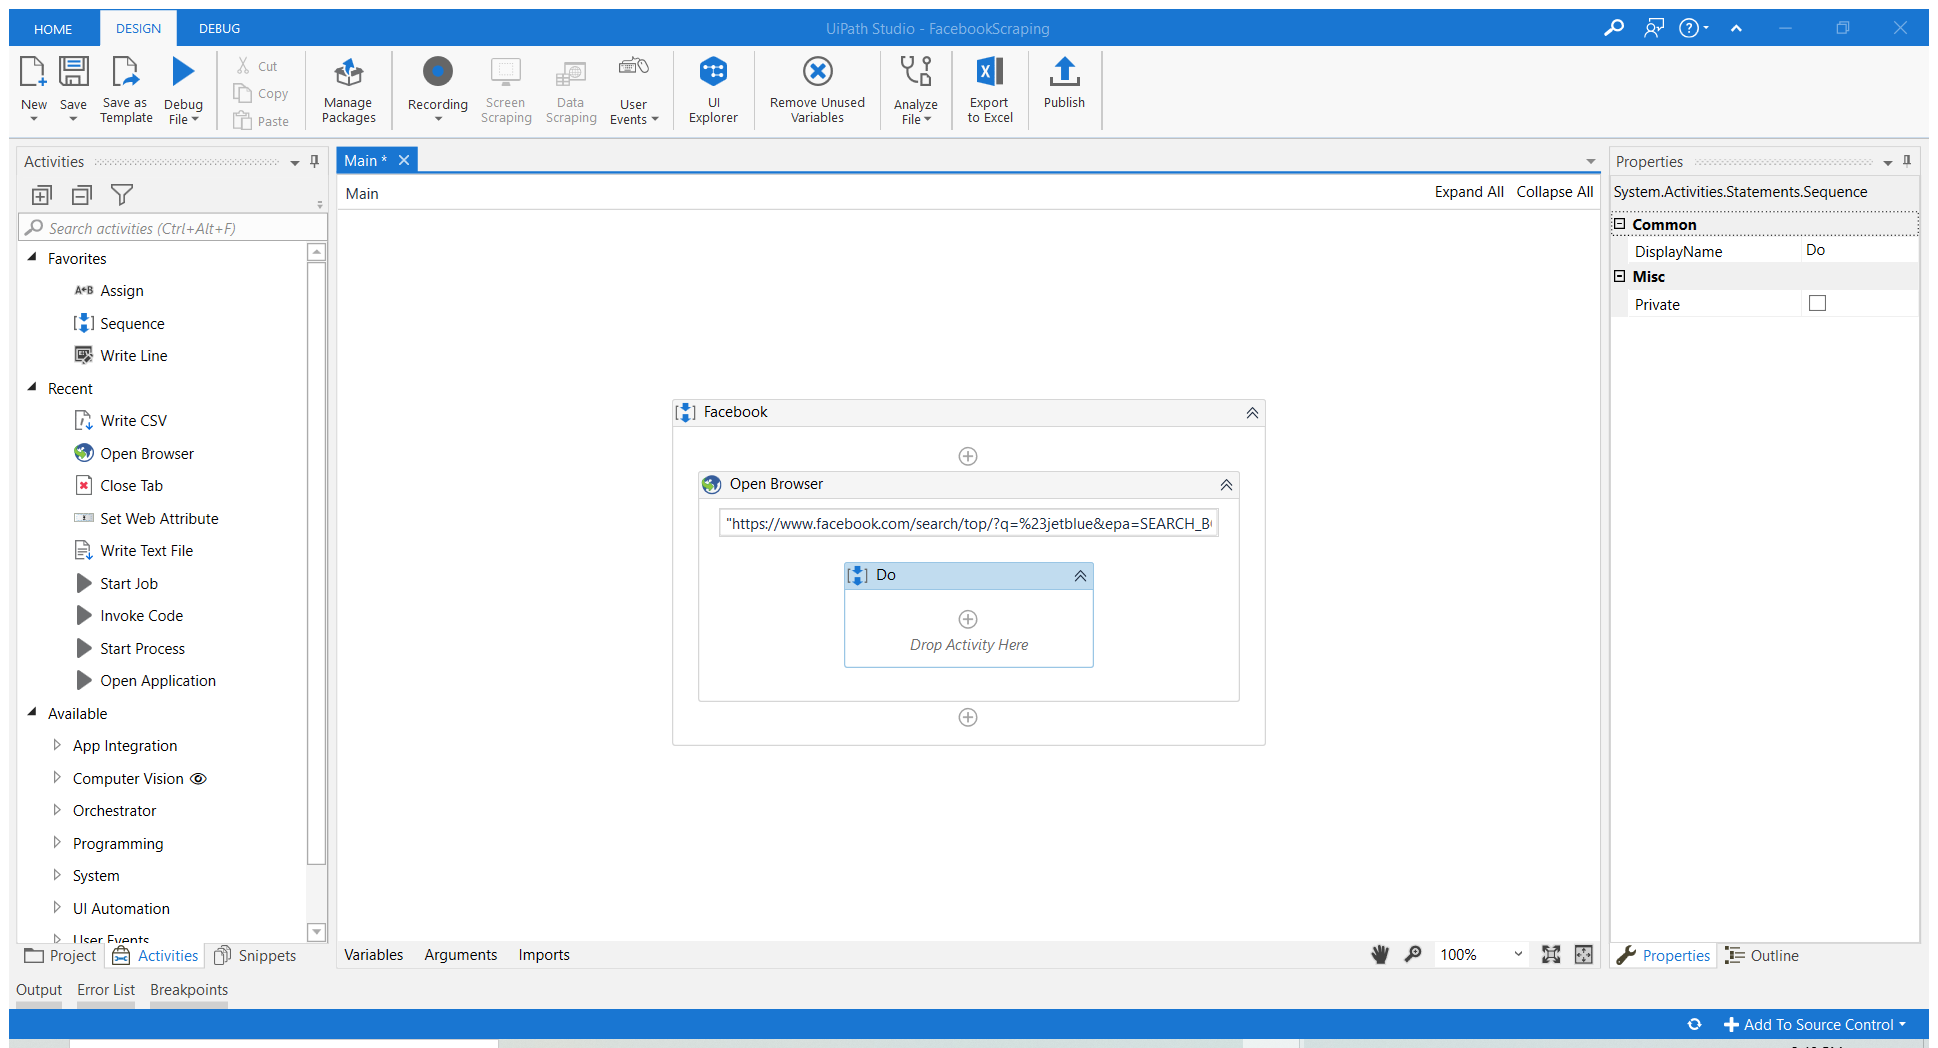 HOME DESIGN DEBUG UiPath Studio - FacebookScraping
New Save Save as Template Debug File Cut Copy Paste Manage Packages Recording Screen Scraping Data Scraping User Events UI Explorer Remove Unused Variables Analyze File Export to Excel Publish
Activities
Search activities (Ctrl+Alt+F)
Favorites
A+B Assign
Sequence
Write Line
Recent
Write CSV
Open Browser
Close Tab
Set Web Attribute
Write Text File
Start Job
Invoke Code
Start Process
Open Application
Available
App Integration
Computer Vision
Orchestrator
Programming
System
UI Automation
User Events
Project Activities Snippets
Main *
Main Expand All Collapse All
Facebook
Open Browser
"https://www.facebook.com/search/top/?q=%23jetblue&epa=SEARCH_B
Do
Drop Activity Here
Variables Arguments Imports 100%
Properties
System.Activities.Statements.Sequence
Common
DisplayName Do
Misc
Private
Properties Outline
Output Error List Breakpoints
Add To Source Control